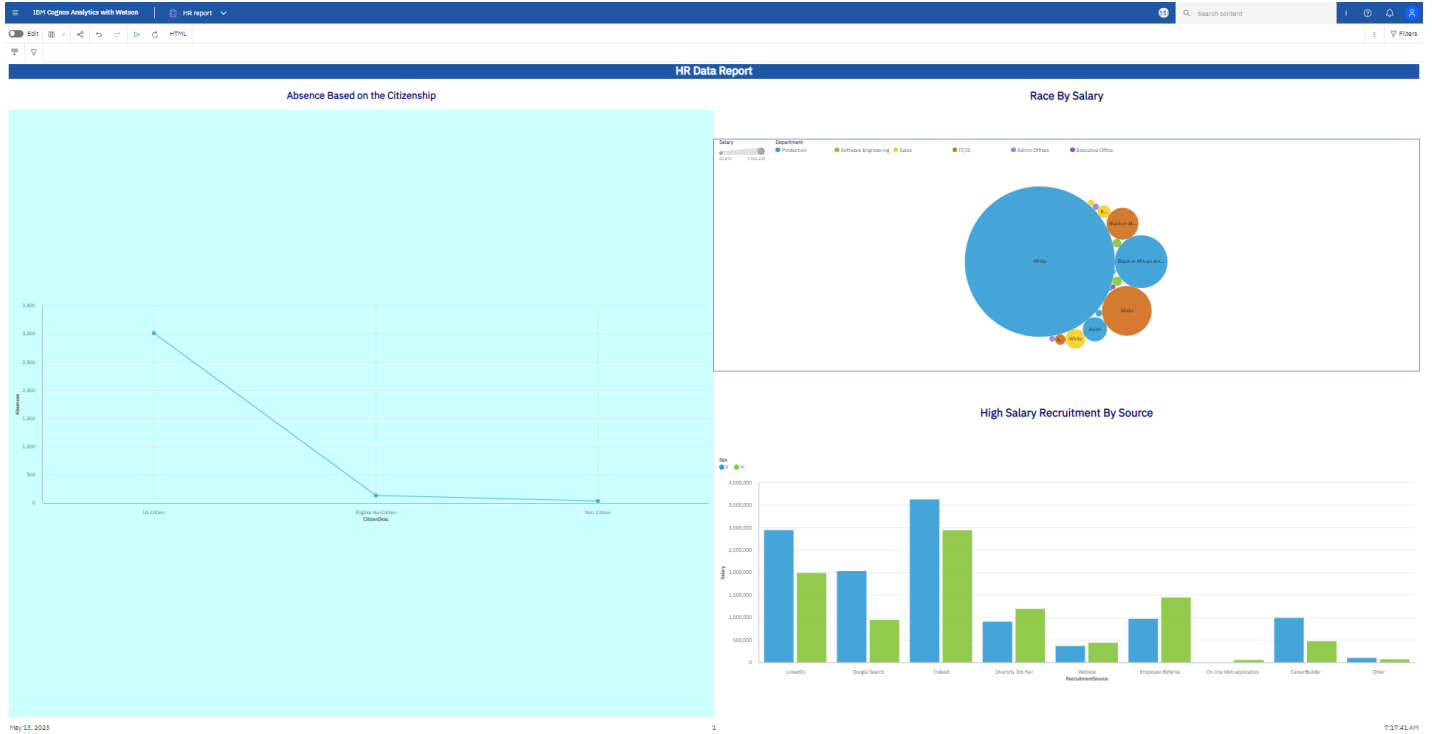 IBM Cognos Analytics with Watson
HR report
Search content
Edit
HTML
Filters
HR Data Report
Absence Based on the Citizenship
3,500
3,000
2,500
2,000
1,500
1,000
500
0
Absences
US Citizen
Eligible NonCitizen
Non-Citizen
CitizenDesc
Race By Salary
Salary
Department
Production
Software Engineering
Sales
IT/IS
Admin Offices
Executive Office
White
Black or Af...
Black or African Am...
White
Asian
White
High Salary Recruitment By Source
Sex
F
M
4,000,000
3,500,000
3,000,000
2,500,000
2,000,000
1,500,000
1,000,000
500,000
0
Salary
LinkedIn
Google Search
Indeed
Diversity Job Fair
Website
Employee Referral
On-line Web application
CareerBuilder
Other
RecruitmentSource
May 13, 2023
1
7:17:41 AM